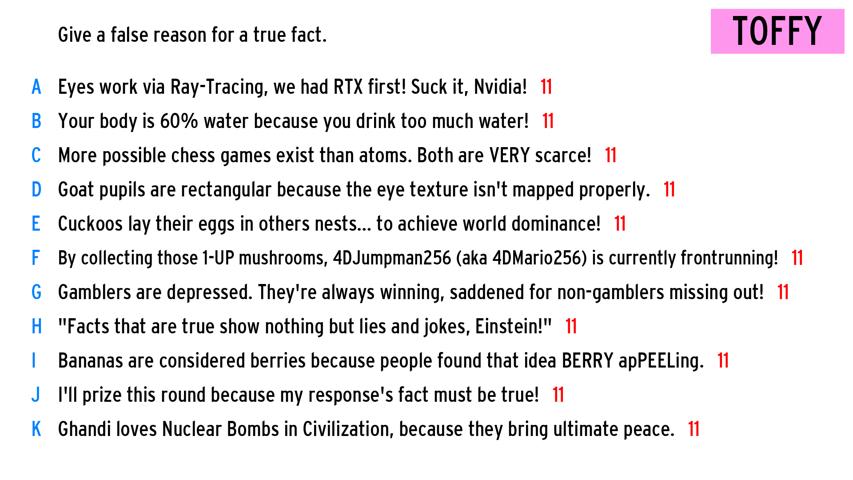 Give a false reason for a true fact.
TOFFY
A Eyes work via Ray-Tracing, we had RTX first! Suck it, Nvidia! 11
B Your body is 60% water because you drink too much water! 11
C More possible chess games exist than atoms. Both are VERY scarce! 11
D Goat pupils are rectangular because the eye texture isn't mapped properly. 11
E Cuckoos lay their eggs in others nests... to achieve world dominance! 11
F By collecting those 1-UP mushrooms, 4DJumpman256 (aka 4DMario256) is currently frontrunning! 11
G Gamblers are depressed. They're always winning, saddened for non-gamblers missing out! 11
H "Facts that are true show nothing but lies and jokes, Einstein!" 11
I Bananas are considered berries because people found that idea BERRY apPEELing. 11
J I'll prize this round because my response's fact must be true! 11
K Ghandi loves Nuclear Bombs in Civilization, because they bring ultimate peace. 11